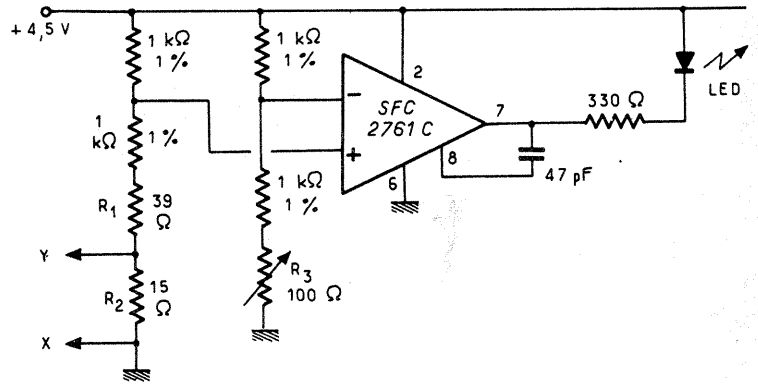 + 4,5 V
1 kΩ
1 %
1 kΩ
1 %
2
SFC
2761 C
7
330 Ω
LED
1
kΩ
1 %
8
47 pF
6
1 kΩ
1 %
R1
39
Ω
Y
R3
100 Ω
R2
15
Ω
X